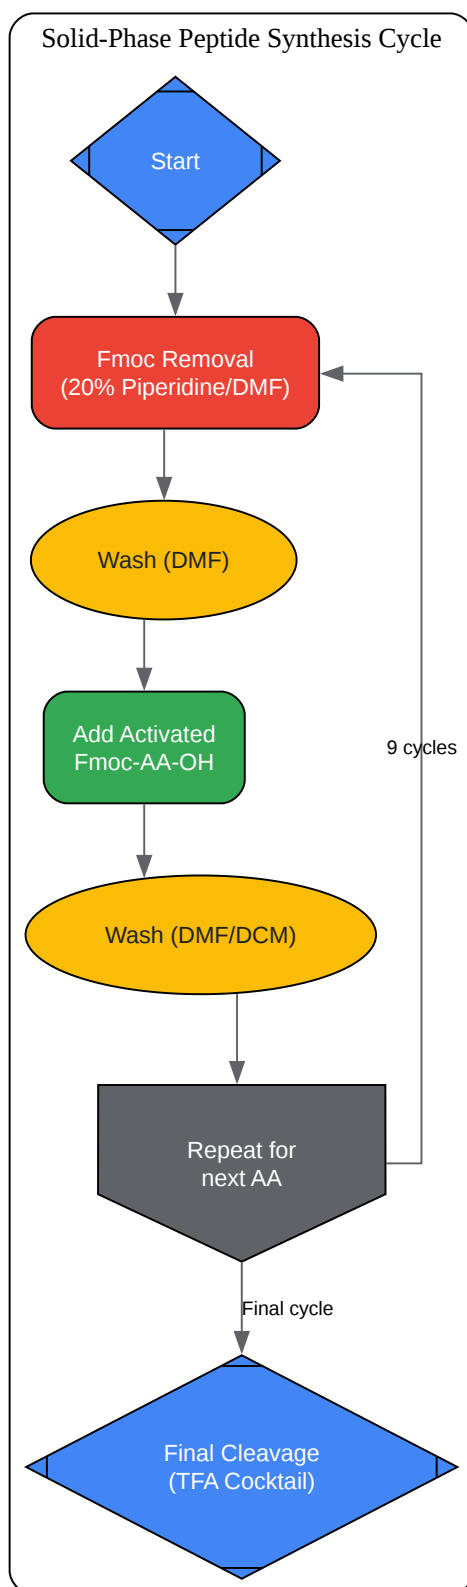 Solid-Phase Peptide Synthesis Cycle
Start
Fmoc Removal
(20% Piperidine/DMF)
Wash (DMF)
Add Activated
Fmoc-AA-OH
9 cycles
Wash (DMF/DCM)
Repeat for
next AA
Final cycle
Final Cleavage
(TFA Cocktail)